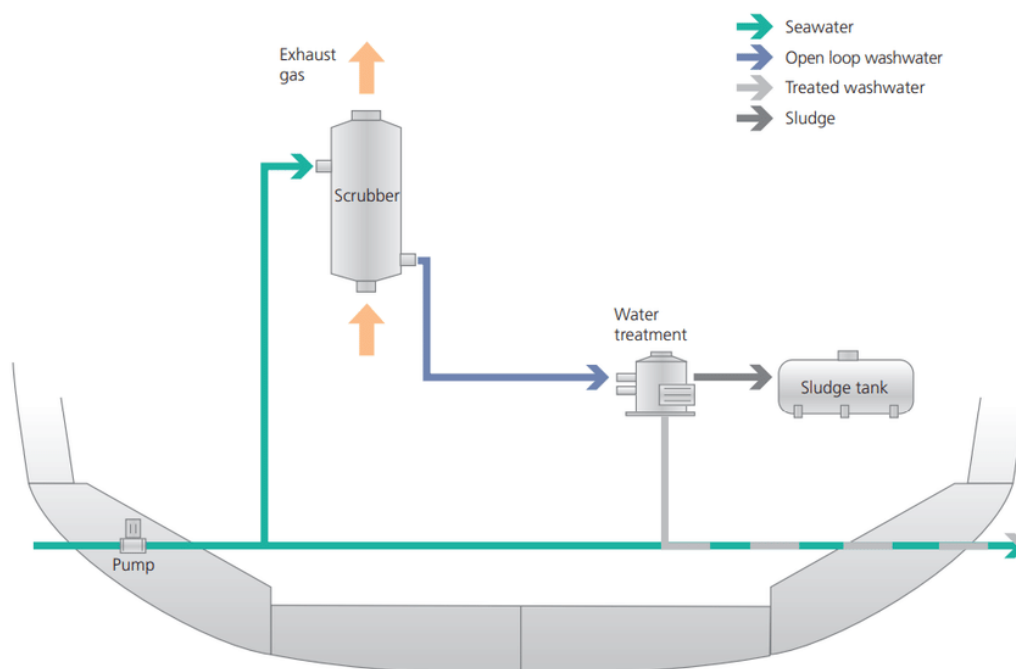 Seawater
Open loop washwater
Treated washwater
Sludge
Exhaust
gas
Scrubber
Water
treatment
Sludge tank
Pump